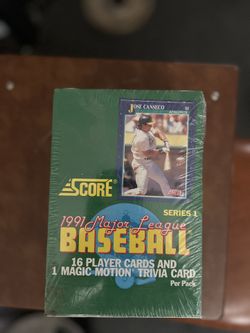 JOSE CANSECO
SCORE
SERIES 1
1991 Major League
BASEBALL
16 PLAYER CARDS AND
1 MAGIC MOTION TRIVIA CARD
Per Pack